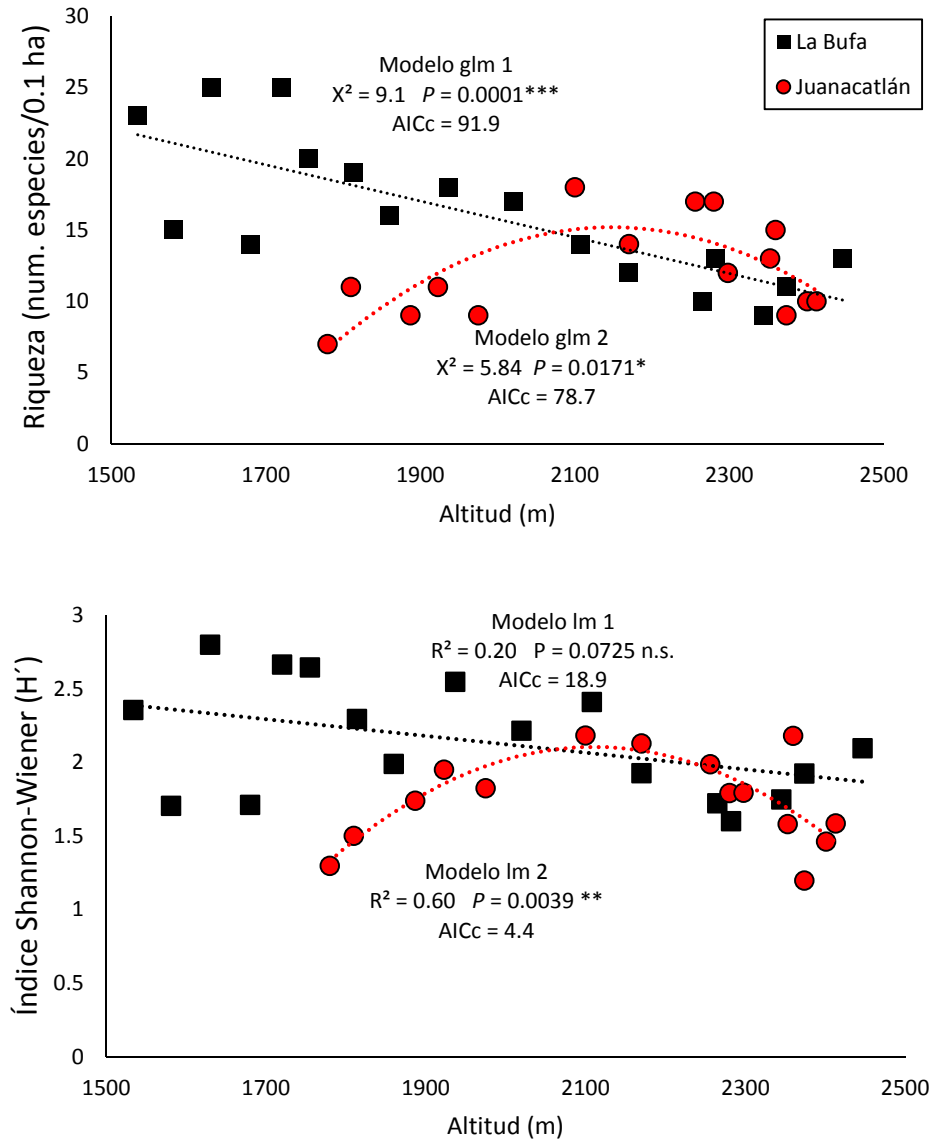 30
25
20
15
10
5
0
Riqueza (num. especies/0.1 ha)
La Bufa
Juanacatlán
Modelo glm 1
X² = 9.1 P = 0.0001***
AICc = 91.9
Modelo glm 2
X² = 5.84 P = 0.0171*
AICc = 78.7
1500 1700 1900 2100 2300 2500
Altitud (m)
3
2.5
2
1.5
1
0.5
0
Índice Shannon-Wiener (H´)
Modelo lm 1
R² = 0.20 P = 0.0725 n.s.
AICc = 18.9
Modelo lm 2
R² = 0.60 P = 0.0039 **
AICc = 4.4
1500 1700 1900 2100 2300 2500
Altitud (m)